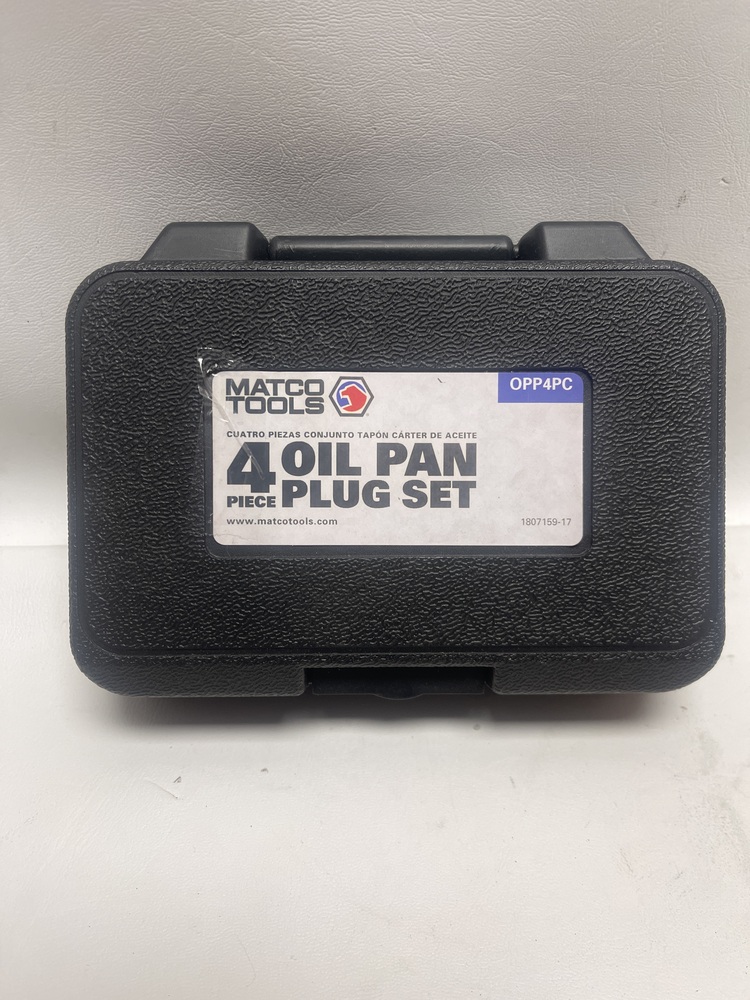 MATCO
TOOLS
OPP4PC
CUATRO PIEZAS CONJUNTO TAPÓN CÁRTER DE ACEITE
4 OIL PAN
PIECE PLUG SET
www.matcotools.com
1807159-17